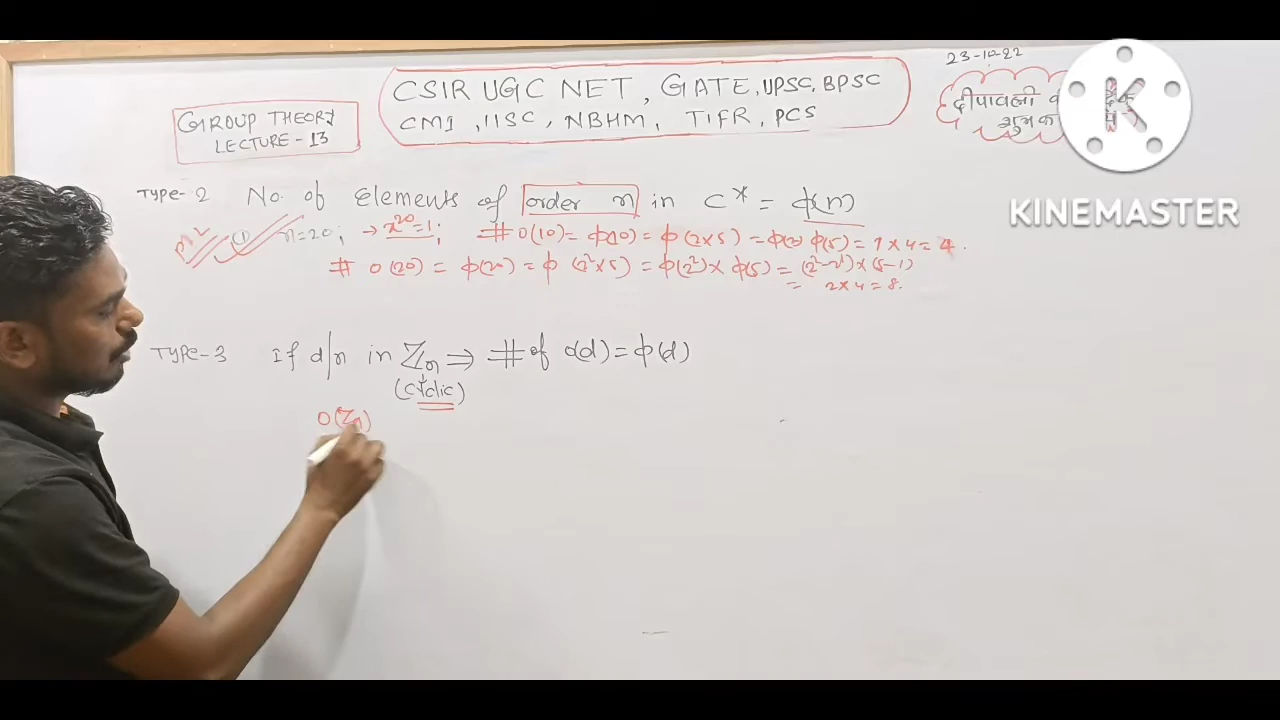 23-10-22
CSIR UGC NET, GATE, UPSC, BPSC
CMI, IISC, NBHM, TIFR, PCS
GROUP THEORY
LECTURE - 13
दीपावली
K
KINEMASTER
TYPE-2 No. of Elements of order n in C* = ϕ(n)
① n=20; → x²⁰=1; # O(10) = ϕ(10) = ϕ(2×5) = ϕ(2) ϕ(5) = 1×4 = 4.
# O(20) = ϕ(20) = ϕ (2²×5) = ϕ(2²) × ϕ(5) = (2²-2¹)×(5-1)
= 2×4 = 8.
TYPE-3 If d/n in Zn ⇒ # of O(d) = ϕ(d)
(cyclic)
O(Zn)